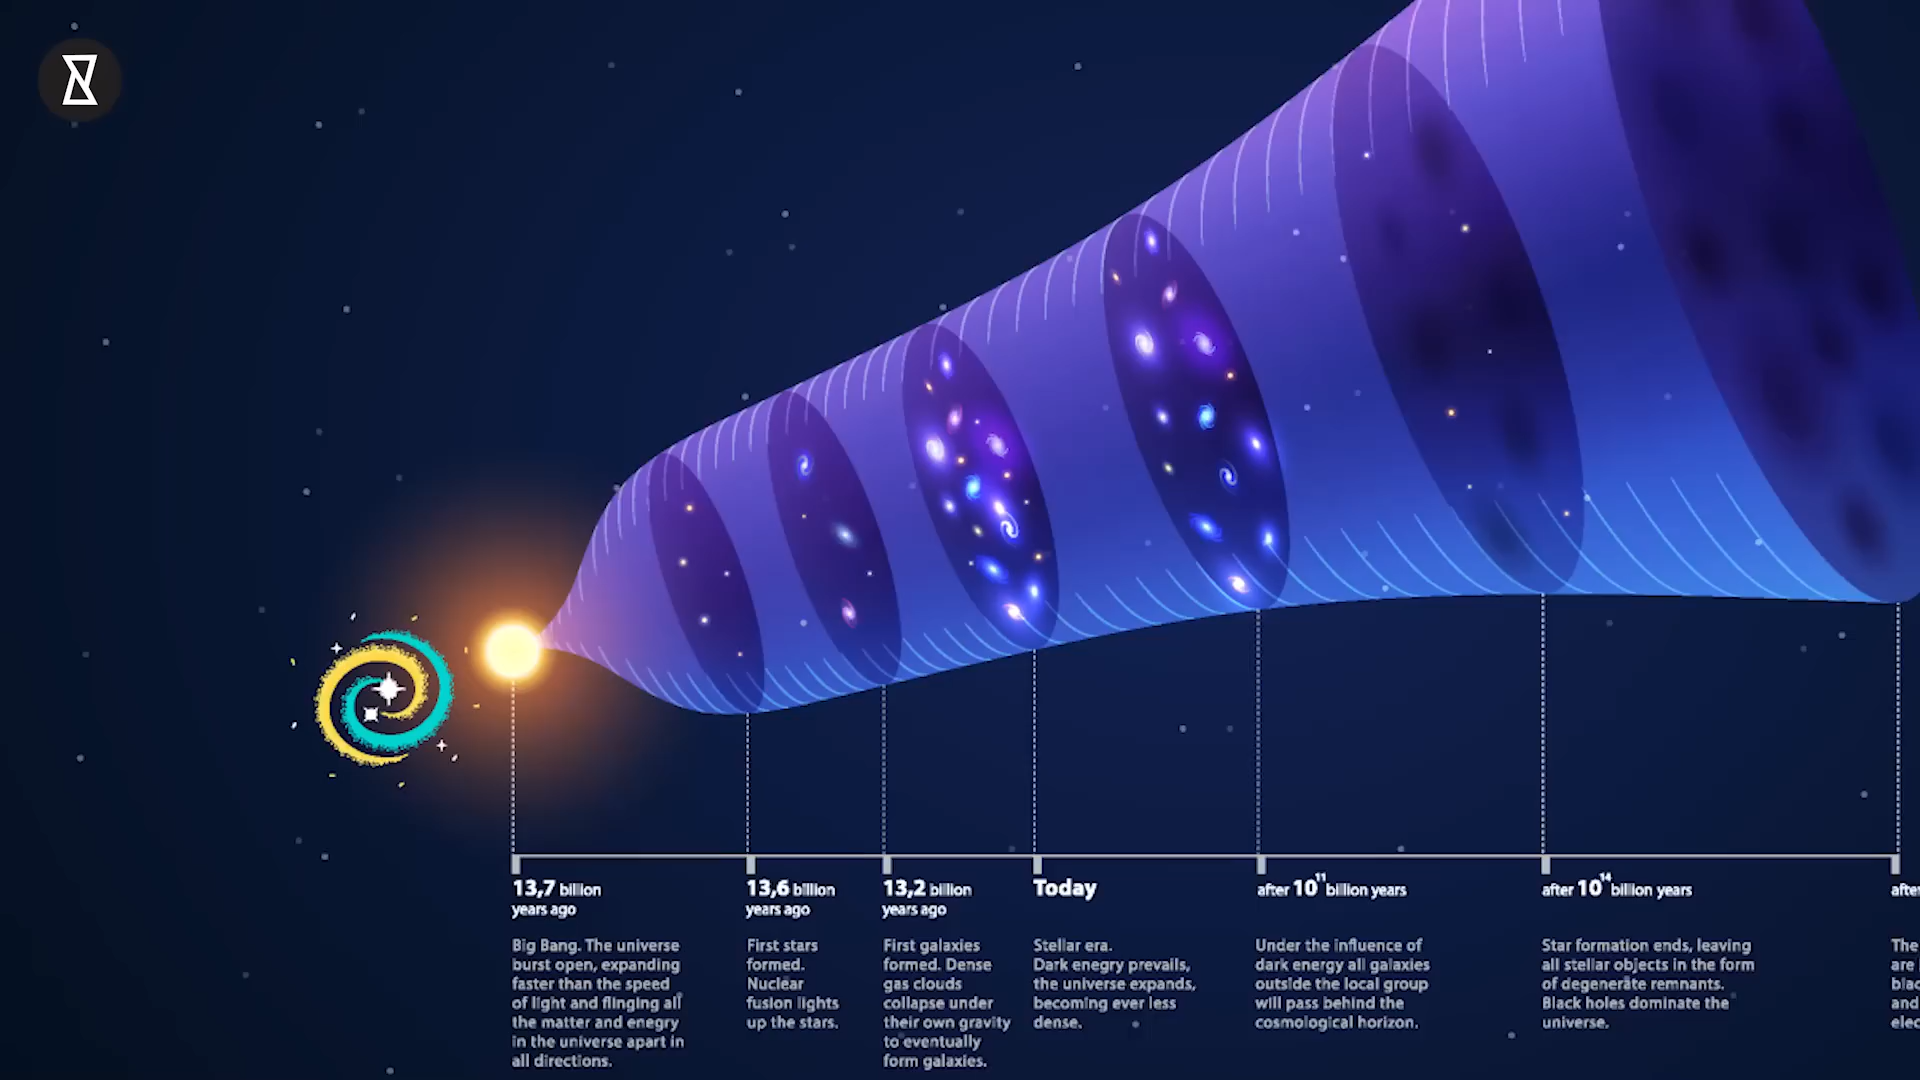 13,7 billion
years ago
Big Bang. The universe
burst open, expanding
faster than the speed
of light and flinging all
the matter and enegry
in the universe apart in
all directions.
13,6 billion
years ago
First stars
formed.
Nuclear
fusion lights
up the stars.
13,2 billion
years ago
First galaxies
formed. Dense
gas clouds
collapse under
their own gravity
to eventually
form galaxies.
Today
Stellar era.
Dark enegry prevails,
the universe expands,
becoming ever less
dense.
after 10¹¹ billion years
Under the influence of
dark energy all galaxies
outside the local group
will pass behind the
cosmological horizon.
after 10¹⁴ billion years
Star formation ends, leaving
all stellar objects in the form
of degenerate remnants.
Black holes dominate the
universe.
The
are
and